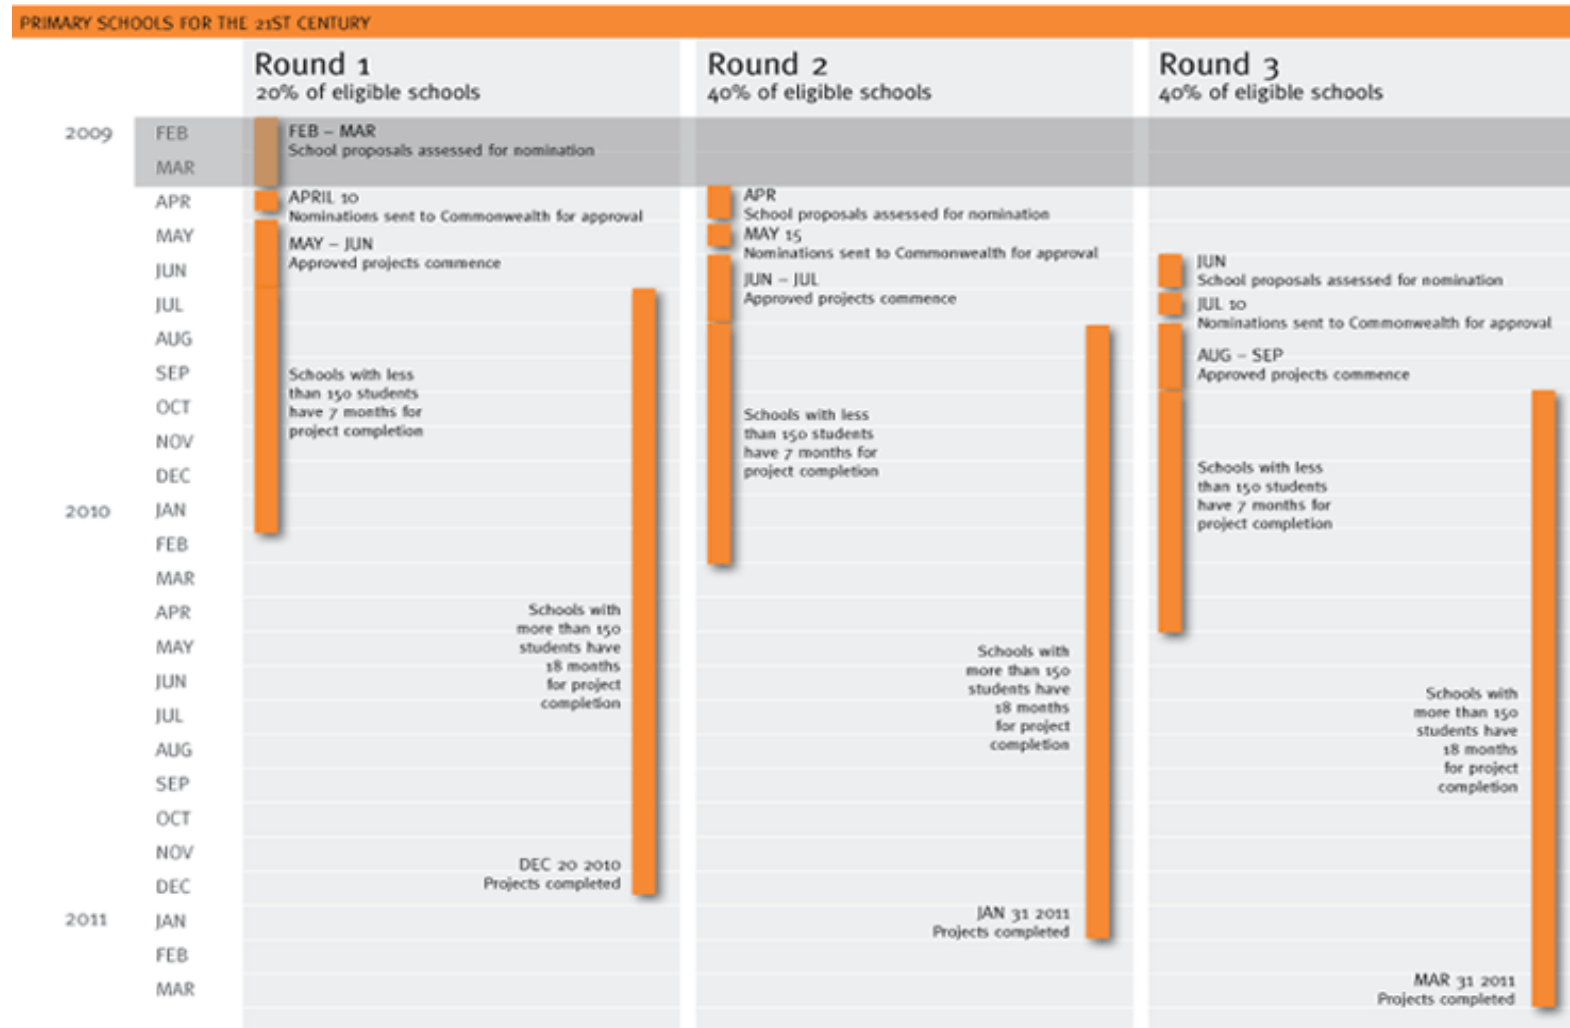 PRIMARY SCHOOLS FOR THE 21ST CENTURY
Round 1
20% of eligible schools
Round 2
40% of eligible schools
Round 3
40% of eligible schools
2009
FEB
MAR
APR
MAY
JUN
JUL
AUG
SEP
OCT
NOV
DEC
2010
JAN
FEB
MAR
APR
MAY
JUN
JUL
AUG
SEP
OCT
NOV
DEC
2011
JAN
FEB
MAR
FEB – MAR
School proposals assessed for nomination
APRIL 10
Nominations sent to Commonwealth for approval
MAY – JUN
Approved projects commence
Schools with less
than 150 students
have 7 months for
project completion
Schools with
more than 150
students have
18 months
for project
completion
DEC 20 2010
Projects completed
APR
School proposals assessed for nomination
MAY 15
Nominations sent to Commonwealth for approval
JUN – JUL
Approved projects commence
Schools with less
than 150 students
have 7 months for
project completion
Schools with
more than 150
students have
18 months
for project
completion
JAN 31 2011
Projects completed
JUN
School proposals assessed for nomination
JUL 10
Nominations sent to Commonwealth for approval
AUG – SEP
Approved projects commence
Schools with less
than 150 students
have 7 months for
project completion
Schools with
more than 150
students have
18 months
for project
completion
MAR 31 2011
Projects completed